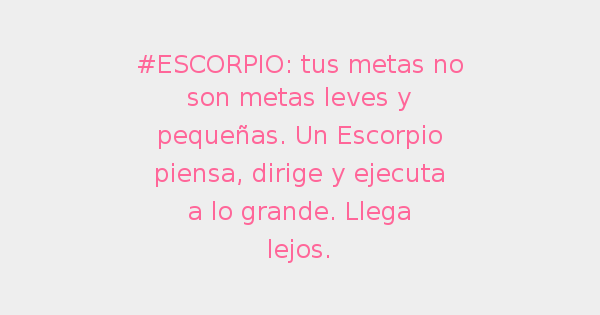 #ESCORPIO: tus metas no
son metas leves y
pequeñas. Un Escorpio
piensa, dirige y ejecuta
a lo grande. Llega
lejos.